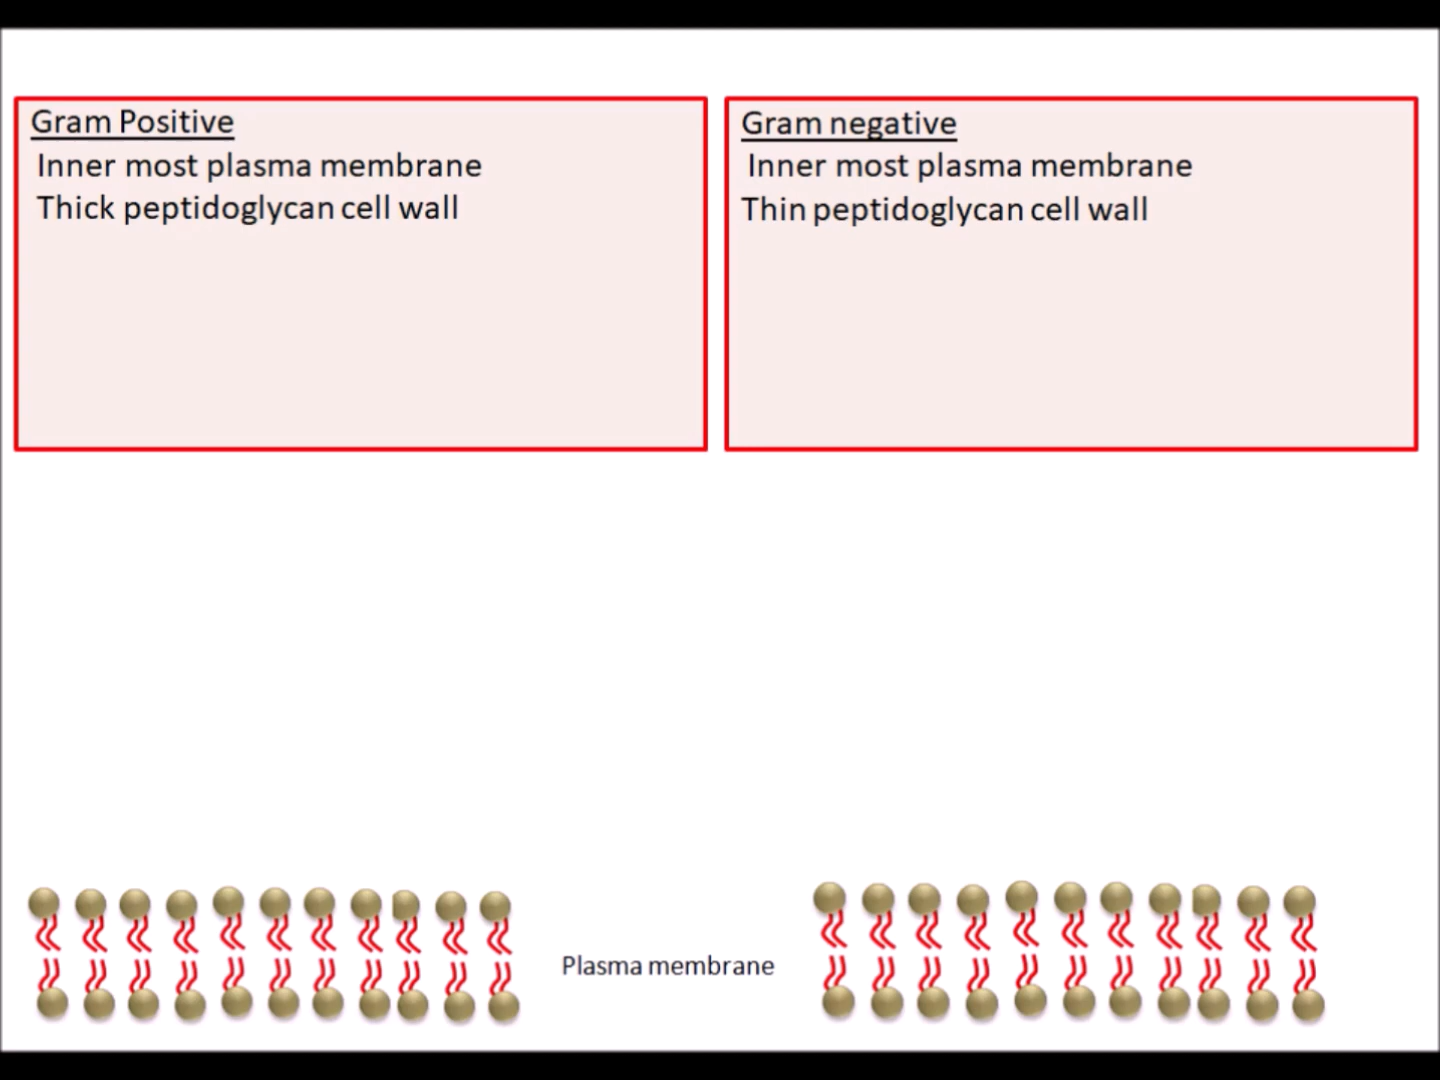 Gram Positive
Inner most plasma membrane
Thick peptidoglycan cell wall
Gram negative
Inner most plasma membrane
Thin peptidoglycan cell wall
Plasma membrane